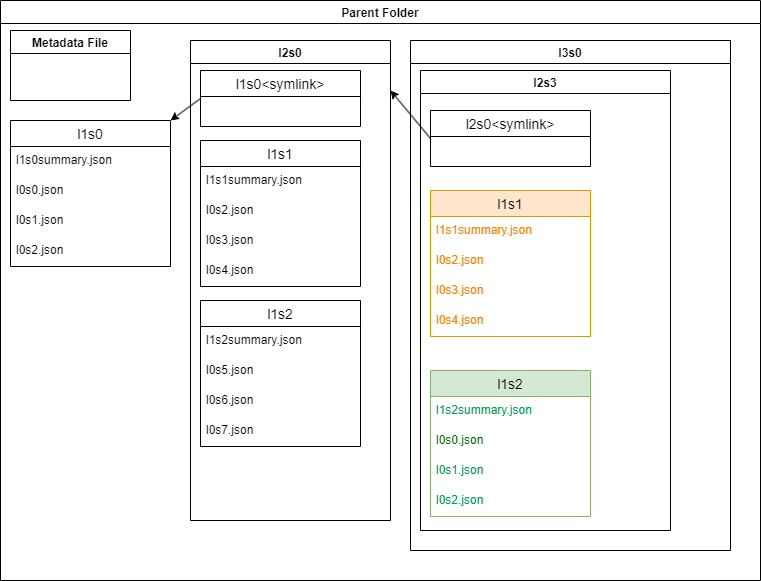 Parent Folder
Metadata File
l1s0
l1s0summary.json
l0s0.json
l0s1.json
l0s2.json
l2s0
l1s0<symlink>
l1s1
l1s1summary.json
l0s2.json
l0s3.json
l0s4.json
l1s2
l1s2summary.json
l0s5.json
l0s6.json
l0s7.json
l3s0
l2s3
l2s0<symlink>
l1s1
l1s1summary.json
l0s2.json
l0s3.json
l0s4.json
l1s2
l1s2summary.json
l0s0.json
l0s1.json
l0s2.json